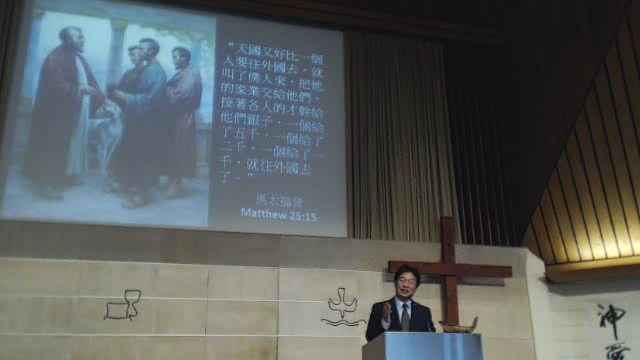 “天國又好比一個
人要往外國去，就
叫了僕人來，把他
的家業交給他們，
按著各人的才幹給
他們銀子，一個給
了五千，一個給了
二千，一個給了一
千，就往外國去
了。”
馬太福音
Matthew 25:15
神